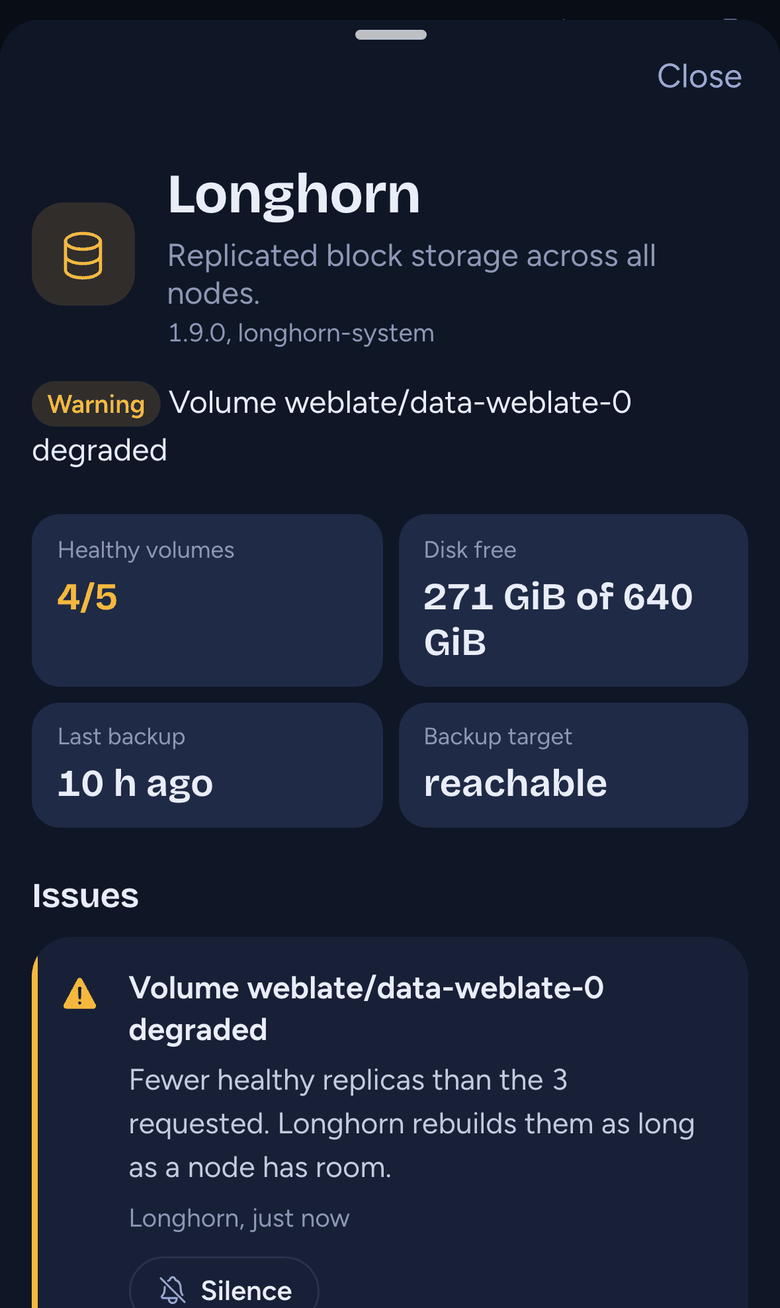 Close
Longhorn
Replicated block storage across all
nodes.
1.9.0, longhorn-system
Warning Volume weblate/data-weblate-0
degraded
Healthy volumes
4/5
Disk free
271 GiB of 640
GiB
Last backup
10 h ago
Backup target
reachable
Issues
Volume weblate/data-weblate-0
degraded
Fewer healthy replicas than the 3
requested. Longhorn rebuilds them as long
as a node has room.
Longhorn, just now
Silence